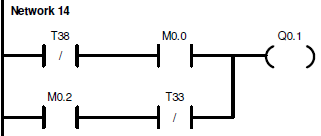 Network 14
T38 M0.0 Q0.1
/
M0.2 T33
/